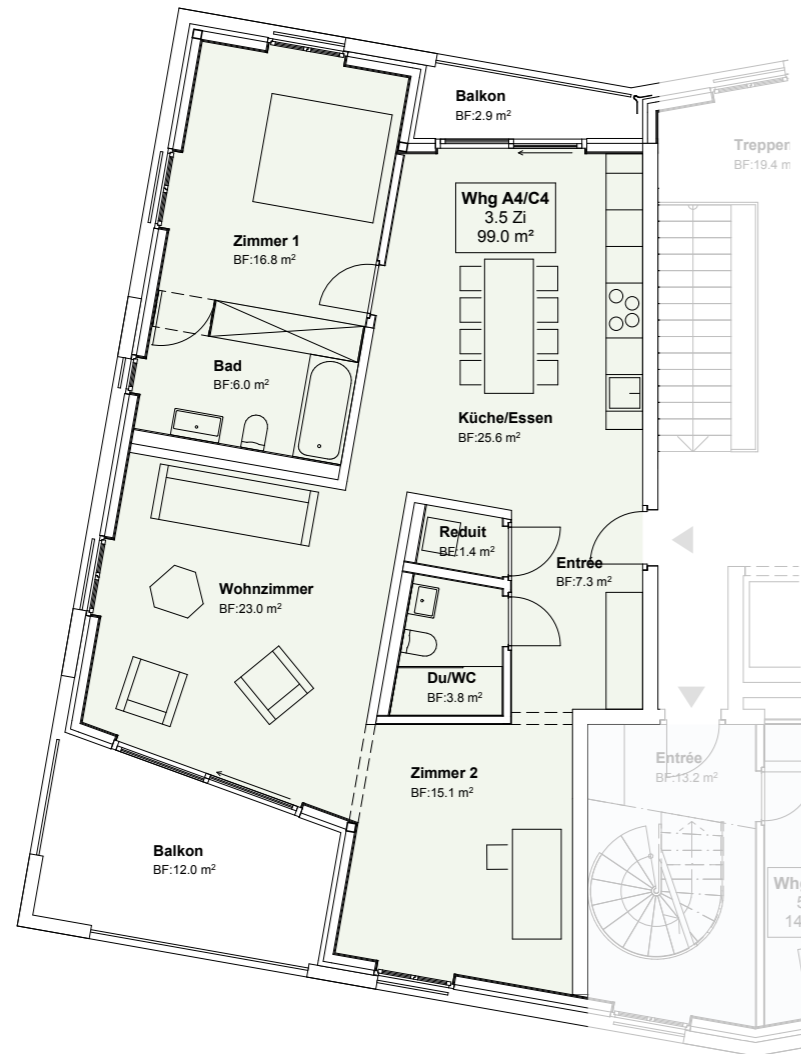 Balkon
BF:2.9 m²
Whg A4/C4
3.5 Zi
99.0 m²
Zimmer 1
BF:16.8 m²
Bad
BF:6.0 m²
Küche/Essen
BF:25.6 m²
Reduit
BF:1.4 m²
Entrée
BF:7.3 m²
Wohnzimmer
BF:23.0 m²
Du/WC
BF:3.8 m²
Zimmer 2
BF:15.1 m²
Balkon
BF:12.0 m²
Treppen
BF:19.4 m
Entrée
BF:13.2 m²
Whg
5
14